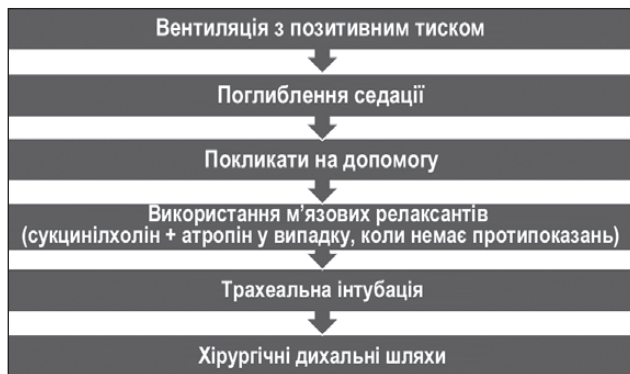 Вентиляція з позитивним тиском
Поглиблення седації
Покликати на допомогу
Використання м’язових релаксантів
(сукцинілхолін + атропін у випадку, коли немає протипоказань)
Трахеальна інтубація
Хірургічні дихальні шляхи